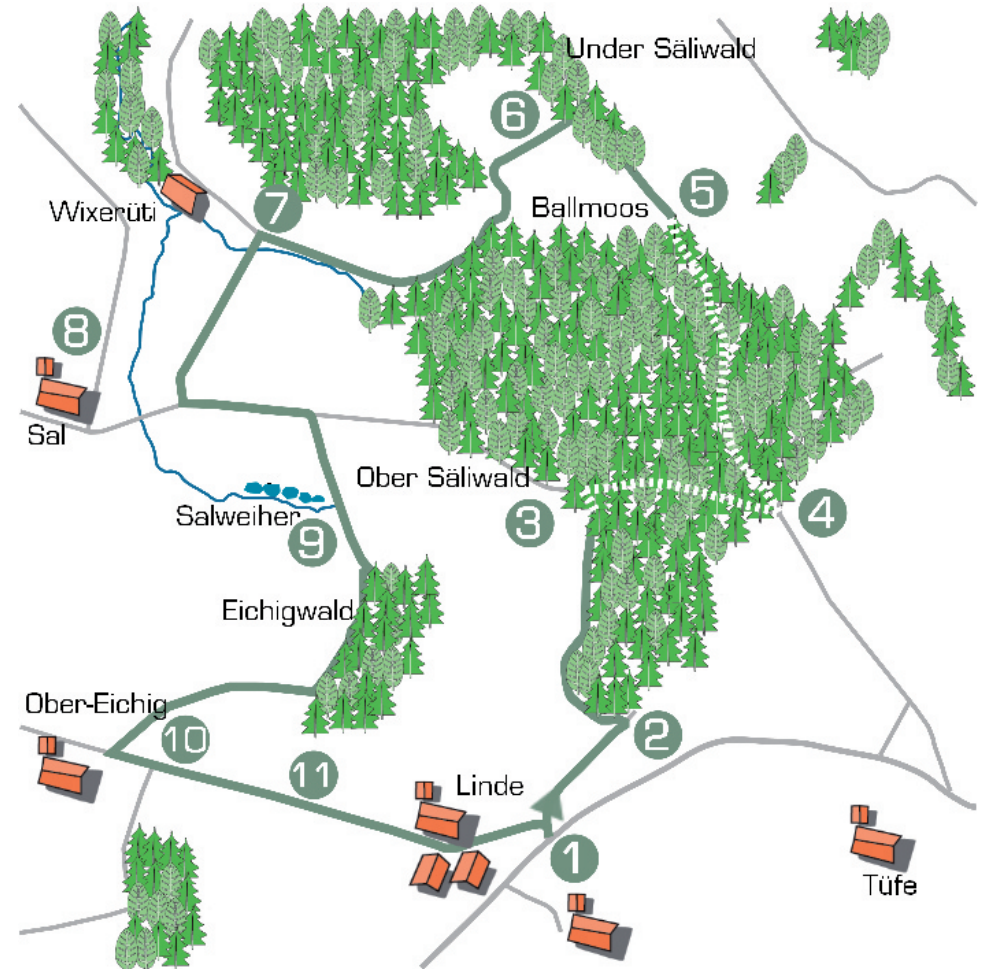 Under Säliwald
6
5
Wixerüti
7
Ballmoos
8
Sal
Ober Säliwald
3
4
Salweiher
9
Eichigwald
Ober-Eichig
10
2
11
Linde
1
Tüfe